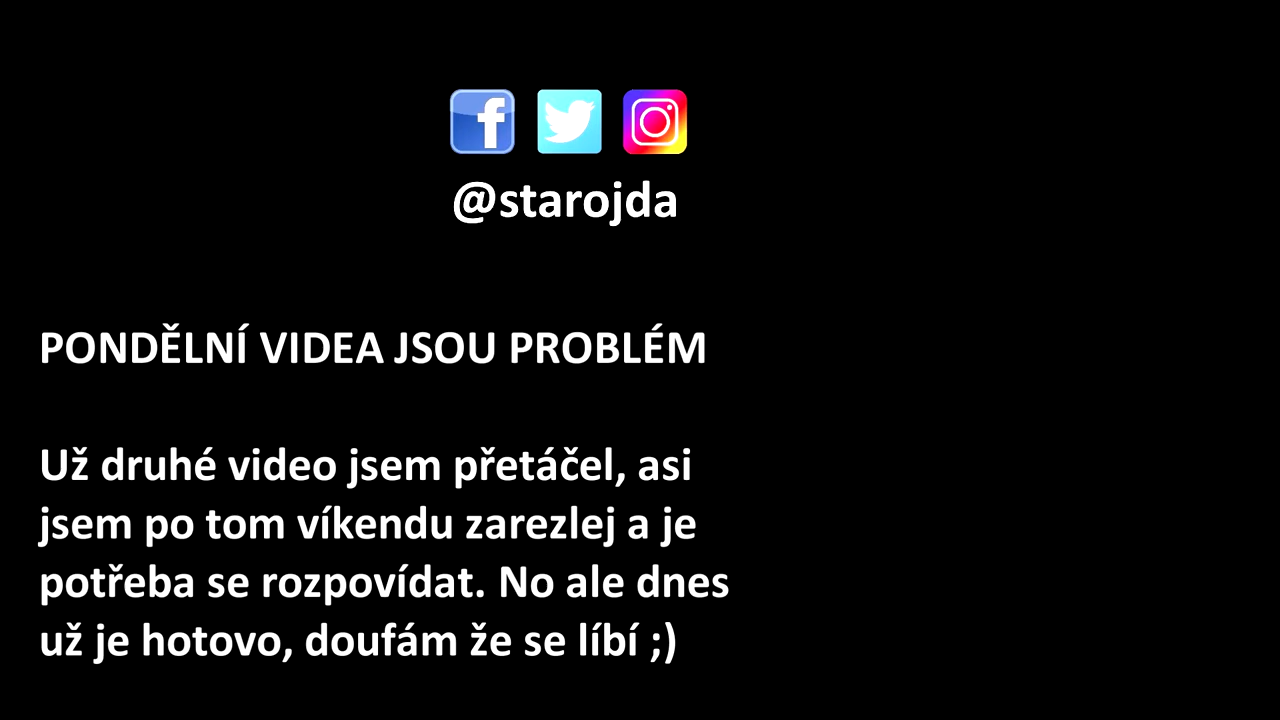 @starojda
PONDĚLNÍ VIDEA JSOU PROBLÉM
Už druhé video jsem přetáčel, asi
jsem po tom víkendu zarezlej a je
potřeba se rozpovídat. No ale dnes
už je hotovo, doufám že se líbí ;)